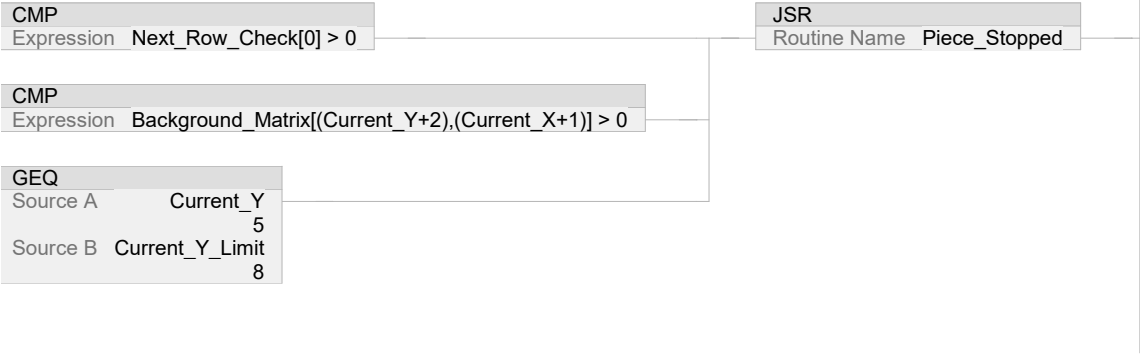 CMP
Expression Next_Row_Check[0] > 0
JSR
Routine Name Piece_Stopped
CMP
Expression Background_Matrix[(Current_Y+2),(Current_X+1)] > 0
GEQ
Source A Current_Y
5
Source B Current_Y_Limit
8